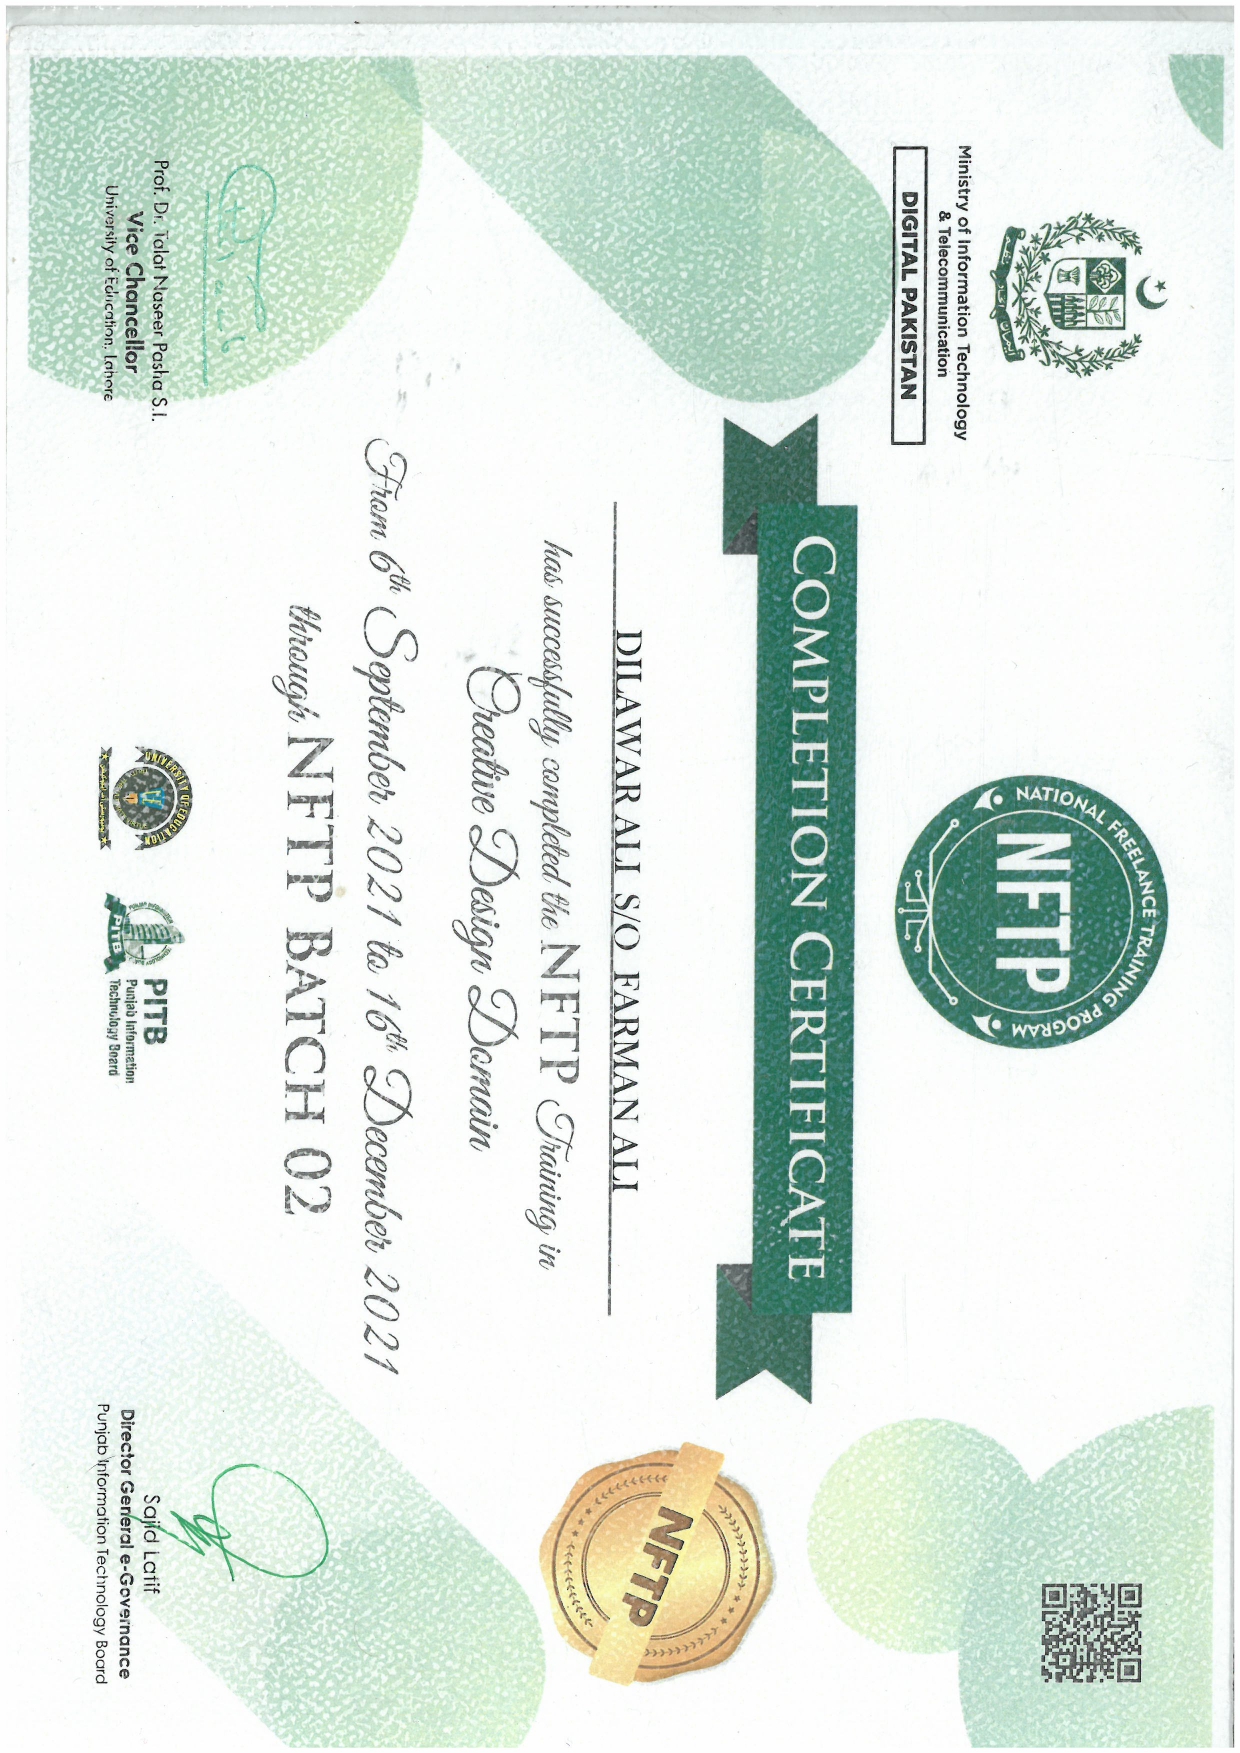 ایمان اتحاد نظم
Ministry of Information Technology
& Telecommunication
DIGITAL PAKISTAN
NATIONAL FREELANCE TRAINING PROGRAM
NFTP
COMPLETION CERTIFICATE
NFTP
DILAWAR ALI S/O FARMAN ALI
has successfully completed the NFTP Training in
Creative Design Domain
From 6th September 2021 to 16th December 2021
through NFTP BATCH 02
Prof. Dr. Talat Naseer Pasha S.I.
Vice Chancellor
University of Education, Lahore
UNIVERSITY OF EDUCATION
PITB
PITB
Punjab Information
Technology Board
Sajid Latif
Director General e-Governance
Punjab Information Technology Board